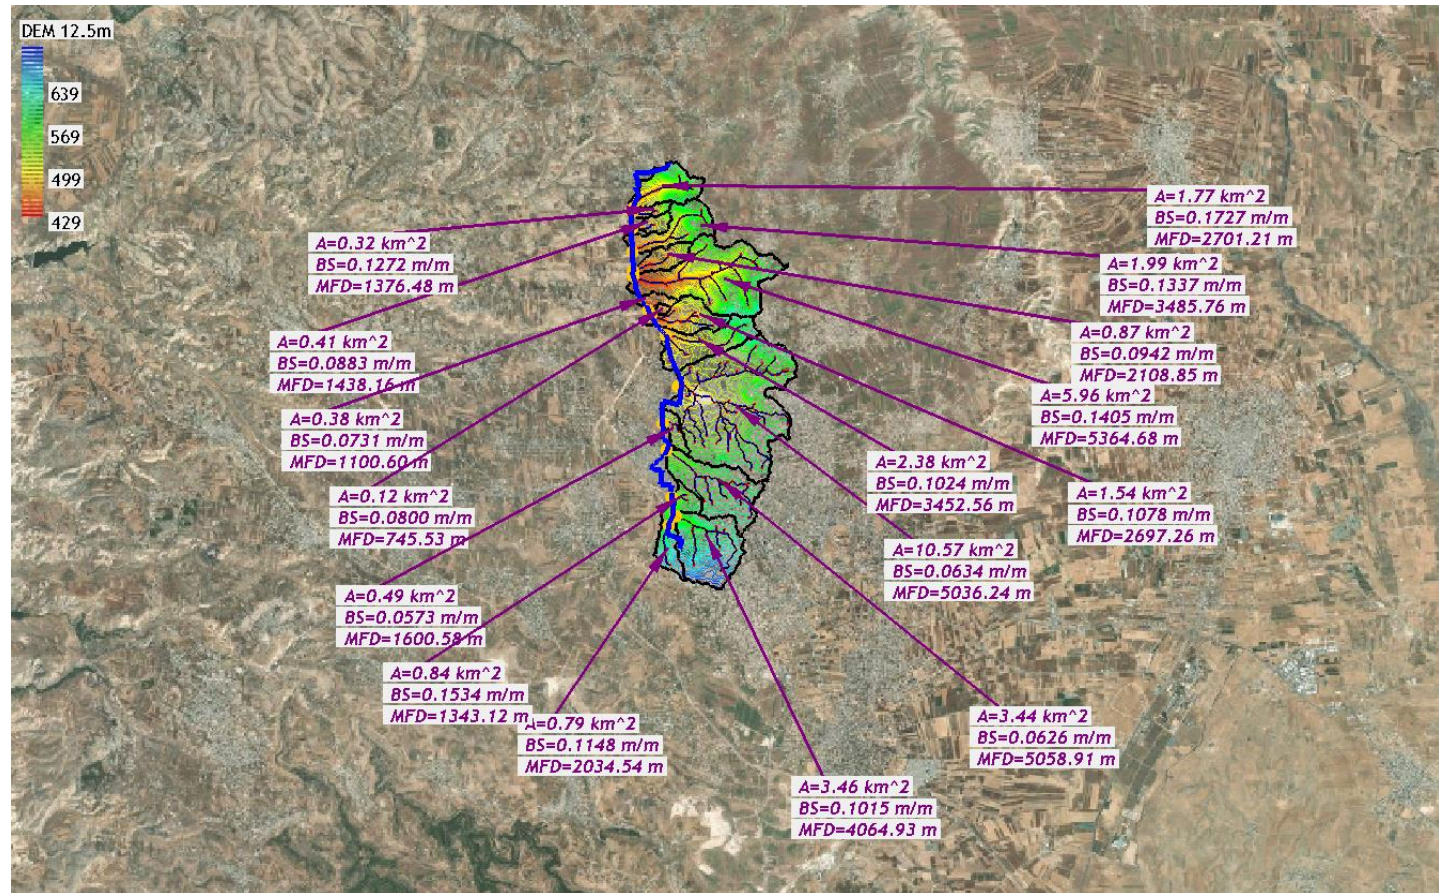 DEM 12.5m
639
569
499
429
A=0.32 km^2
BS=0.1272 m/m
MFD=1376.48 m
A=0.41 km^2
BS=0.0883 m/m
MFD=1438.16 m
A=0.38 km^2
BS=0.0731 m/m
MFD=1100.60 m
A=0.12 km^2
BS=0.0800 m/m
MFD=745.53 m
A=0.49 km^2
BS=0.0573 m/m
MFD=1600.58 m
A=0.84 km^2
BS=0.1534 m/m
MFD=1343.12 m
A=0.79 km^2
BS=0.1148 m/m
MFD=2034.54 m
A=1.77 km^2
BS=0.1727 m/m
MFD=2701.21 m
A=1.99 km^2
BS=0.1337 m/m
MFD=3485.76 m
A=0.87 km^2
BS=0.0942 m/m
MFD=2108.85 m
A=5.96 km^2
BS=0.1405 m/m
MFD=5364.68 m
A=2.38 km^2
BS=0.1024 m/m
MFD=3452.56 m
A=1.54 km^2
BS=0.1078 m/m
MFD=2697.26 m
A=10.57 km^2
BS=0.0634 m/m
MFD=5036.24 m
A=3.44 km^2
BS=0.0626 m/m
MFD=5058.91 m
A=3.46 km^2
BS=0.1015 m/m
MFD=4064.93 m